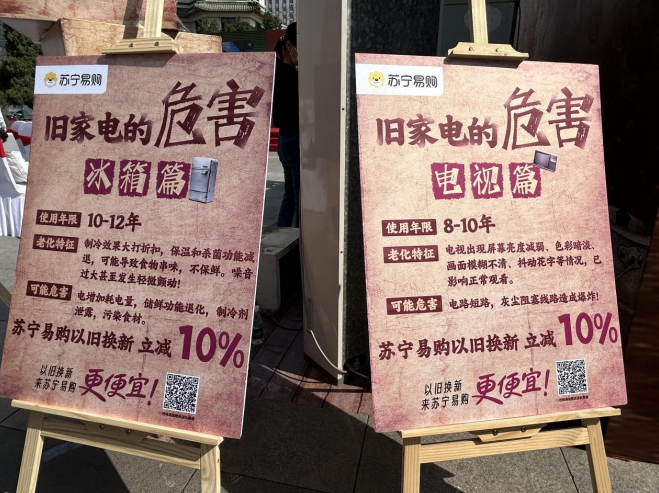 苏宁易购
旧家电的危害
冰箱篇
使用年限 10-12年
老化特征 制冷效果大打折扣，保温和杀菌功能减
退，可能导致食物串味，不保鲜。噪音
过大甚至发生轻微颤动！
可能危害 电增加耗电量，储鲜功能退化，制冷剂
泄露，污染食材。
苏宁易购以旧换新 立减 10%
以旧换新
来苏宁易购 更便宜！
苏宁易购
旧家电的危害
电视篇
使用年限 8-10年
老化特征 电视出现屏幕亮度减弱、色彩暗淡、
画面模糊不清、抖动花字等情况，已
影响正常观看。
可能危害 电路短路，灰尘阻塞线路造成爆炸！
苏宁易购以旧换新 立减 10%
以旧换新
来苏宁易购 更便宜！